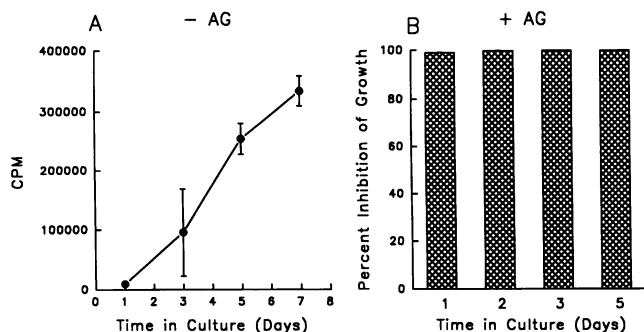 A
− AG
CPM
400000
300000
200000
100000
0
0 1 2 3 4 5 6 7 8
Time in Culture (Days)
B
+ AG
Percent Inhibition of Growth
100
80
60
40
20
0
1 2 3 5
Time in Culture (Days)